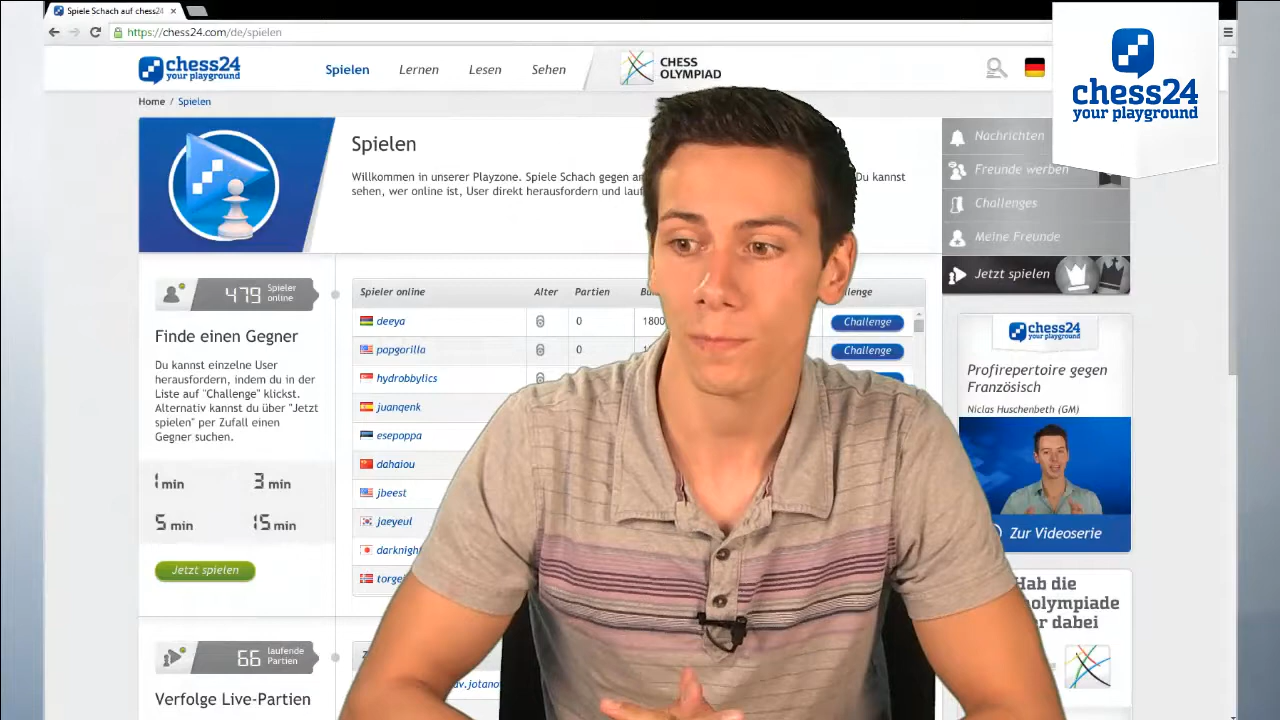 Spiele Schach auf chess24
https://chess24.com/de/spielen
chess24
your playground
Spielen
Lernen
Lesen
Sehen
CHESS
OLYMPIAD
chess24
your playground
Home / Spielen
Spielen
Willkommen in unserer Playzone. Spiele Schach gegen
Du kannst
sehen, wer online ist, User direkt herausfordern und
Nachrichten
Freunde werben
Challenges
Meine Freunde
Jetzt spielen
479 Spieler
online
Finde einen Gegner
Du kannst einzelne User
herausfordern, indem du in der
Liste auf "Challenge" klickst.
Alternativ kannst du über "Jetzt
spielen" per Zufall einen
Gegner suchen.
1 min
3 min
5 min
15 min
Jetzt spielen
Spieler online
Alter
Partien
deeya 0 1800 Challenge
papgorilla 0 Challenge
hydrobbylics
juanqenk
esepoppa
dahaiou
jbeest
jaeyeul
chess24
Profirepertoire gegen
Französisch
Niclas Huschenbeth (GM)
Zur Videoserie
Hab die
dabei
66 laufende
Partien
Verfolge Live-Partien